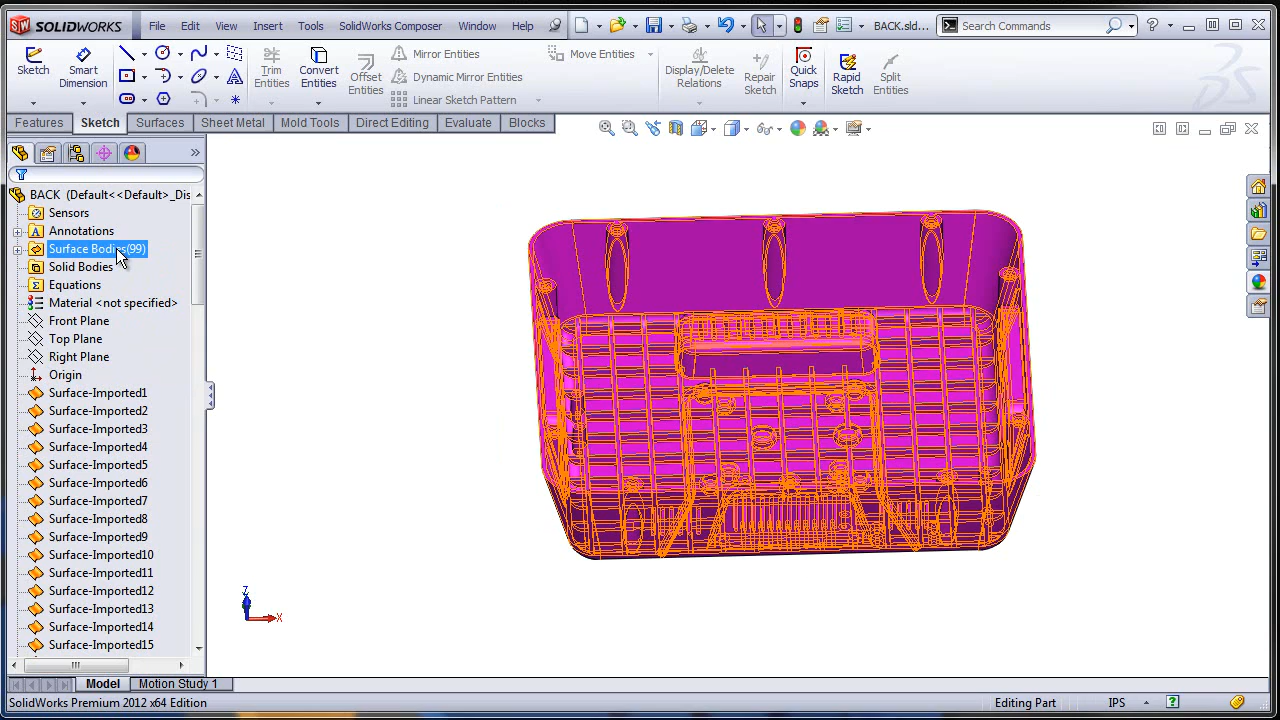 SOLIDWORKS File Edit View Insert Tools SolidWorks Composer Window Help BACK.sld... Search Commands
Sketch Smart Dimension Trim Entities Convert Entities Offset Entities Mirror Entities Dynamic Mirror Entities Linear Sketch Pattern Move Entities Display/Delete Relations Repair Sketch Quick Snaps Rapid Sketch Split Entities
Features Sketch Surfaces Sheet Metal Mold Tools Direct Editing Evaluate Blocks
BACK (Default<<Default>_Dis
Sensors
Annotations
Surface Bodies(99)
Solid Bodies
Equations
Material <not specified>
Front Plane
Top Plane
Right Plane
Origin
Surface-Imported1
Surface-Imported2
Surface-Imported3
Surface-Imported4
Surface-Imported5
Surface-Imported6
Surface-Imported7
Surface-Imported8
Surface-Imported9
Surface-Imported10
Surface-Imported11
Surface-Imported12
Surface-Imported13
Surface-Imported14
Surface-Imported15
Z
X
Model Motion Study 1
SolidWorks Premium 2012 x64 Edition Editing Part IPS